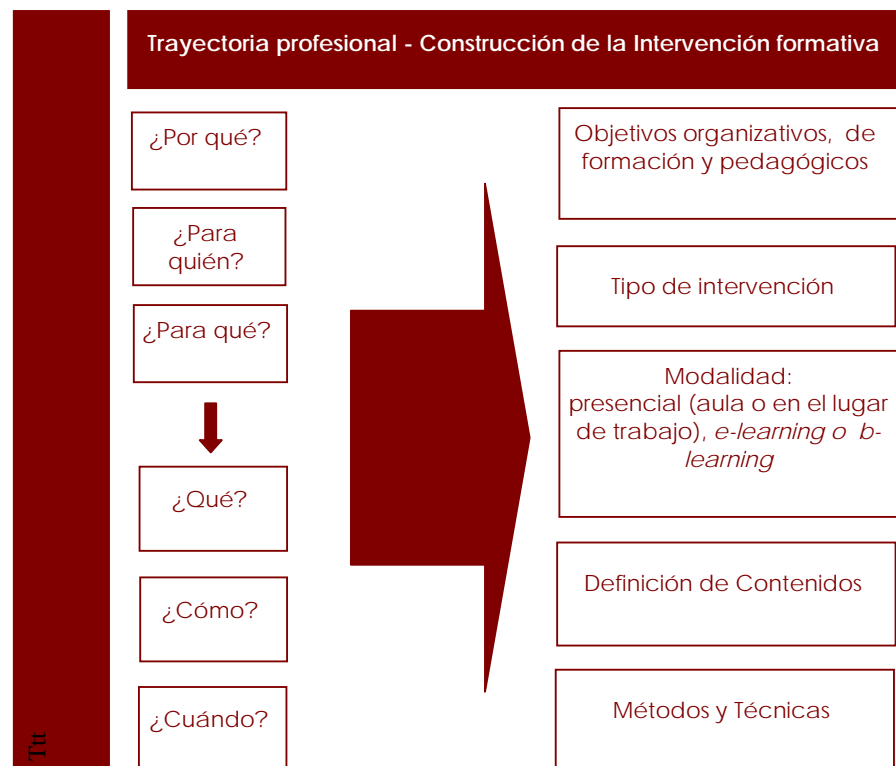 Trayectoria profesional - Construcción de la Intervención formativa
¿Por qué?
¿Para
quién?
¿Para qué?
¿Qué?
¿Cómo?
¿Cuándo?
Objetivos organizativos, de
formación y pedagógicos
Tipo de intervención
Modalidad:
presencial (aula o en el lugar
de trabajo), e-learning o b-
learning
Definición de Contenidos
Métodos y Técnicas
Ttt